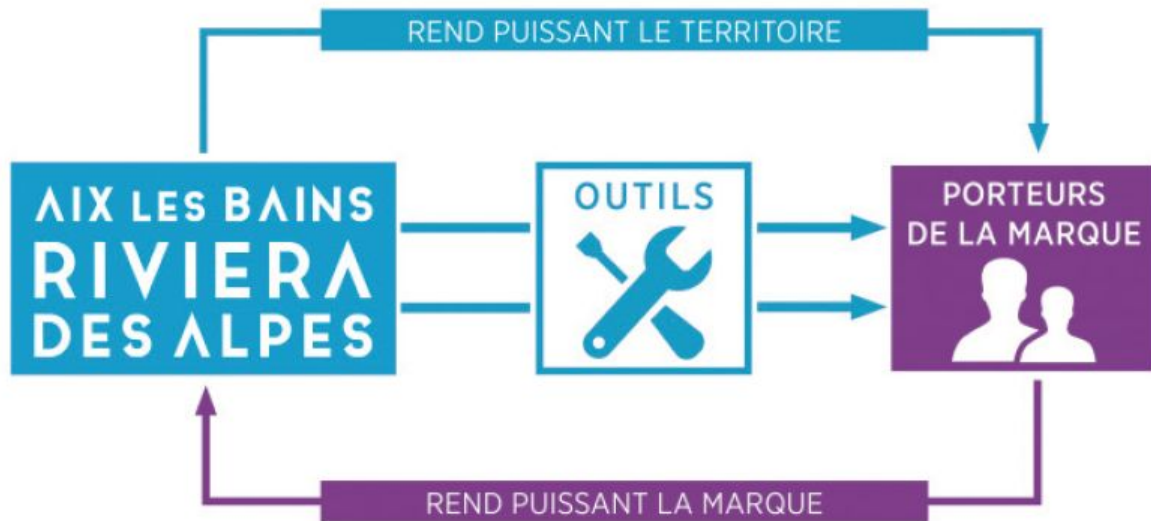 REND PUISSANT LE TERRITOIRE
AIX LES BAINS
RIVIERA
DES ALPES
OUTILS
PORTEURS
DE LA MARQUE
REND PUISSANT LA MARQUE